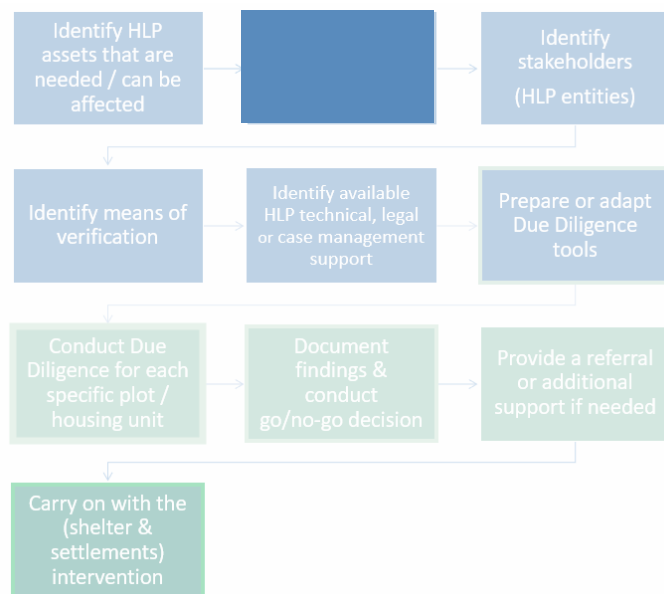 Identify HLP
assets that are
needed / can be
affected
Identify
stakeholders
(HLP entities)
Identify means of
verification
Identify available
HLP technical, legal
or case management
support
Prepare or adapt
Due Diligence
tools
Conduct Due
Diligence for each
specific plot /
housing unit
Document
findings &
conduct
go/no-go decision
Provide a referral
or additional
support if needed
Carry on with the
(shelter &
settlements)
intervention